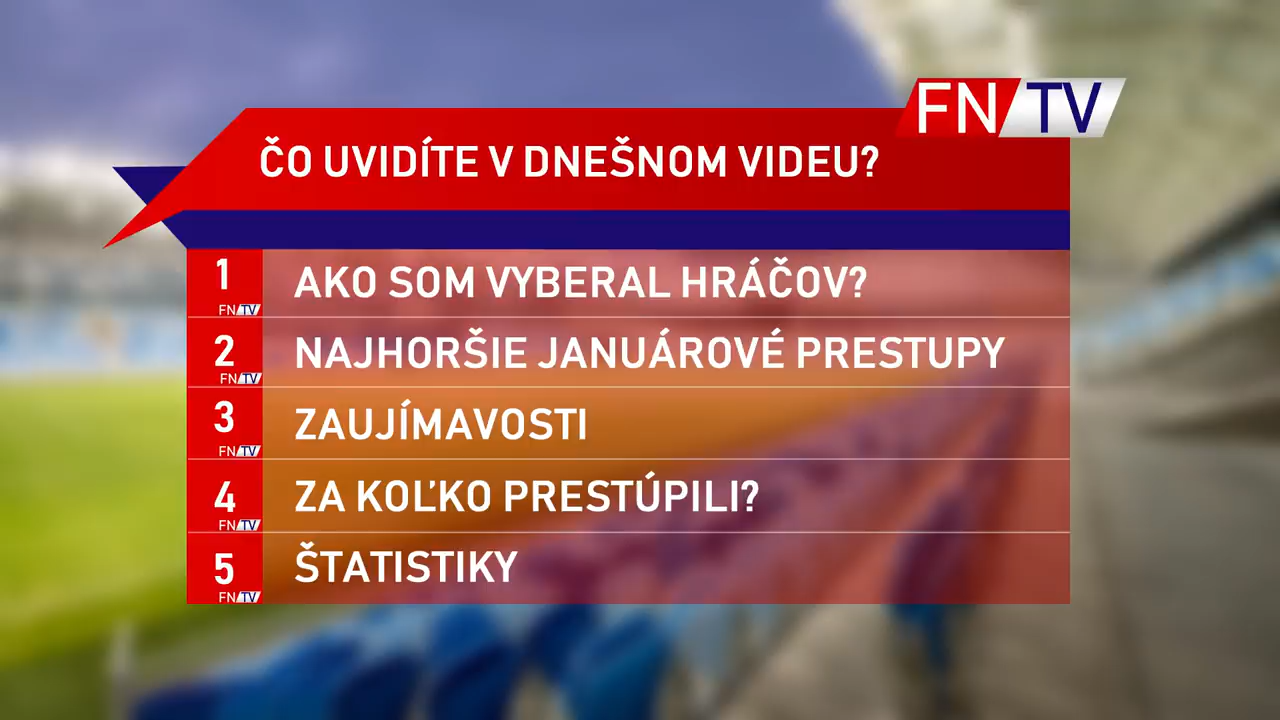 FN TV
ČO UVIDÍTE V DNEŠNOM VIDEU?
1 AKO SOM VYBERAL HRÁČOV?
FN TV
2 NAJHORŠIE JANUÁROVÉ PRESTUPY
FN TV
3 ZAUJÍMAVOSTI
FN TV
4 ZA KOĽKO PRESTÚPILI?
FN TV
5 ŠTATISTIKY
FN TV